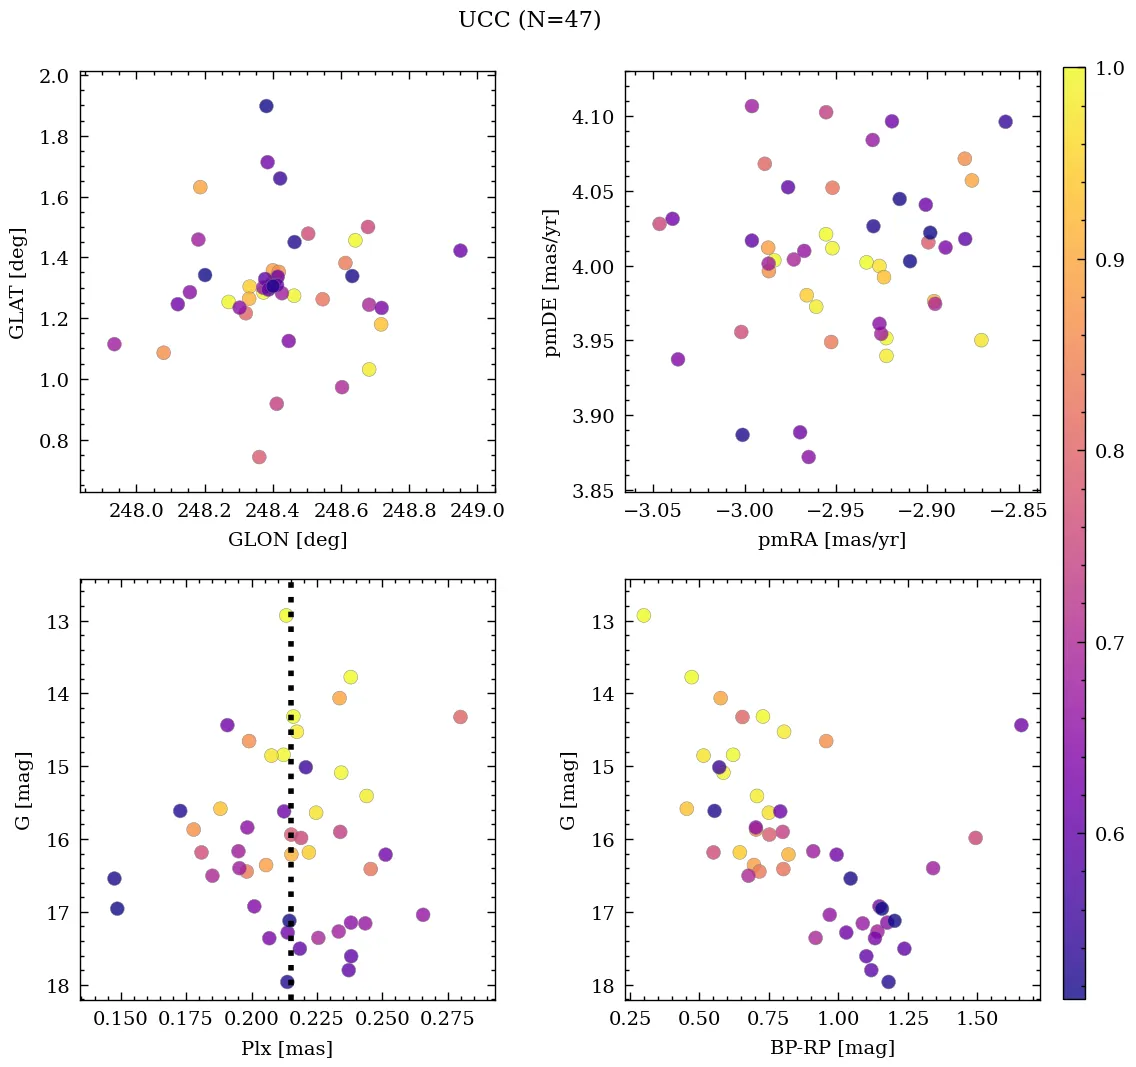 UCC (N=47)
2.0
1.8
1.6
1.4
1.2
1.0
0.8
GLAT [deg]
248.0 248.2 248.4 248.6 248.8 249.0
GLON [deg]
4.10
4.05
4.00
3.95
3.90
3.85
pmDE [mas/yr]
−3.05 −3.00 −2.95 −2.90 −2.85
pmRA [mas/yr]
13
14
15
16
17
18
G [mag]
0.150 0.175 0.200 0.225 0.250 0.275
Plx [mas]
13
14
15
16
17
18
G [mag]
0.25 0.50 0.75 1.00 1.25 1.50
BP-RP [mag]
1.0
0.9
0.8
0.7
0.6